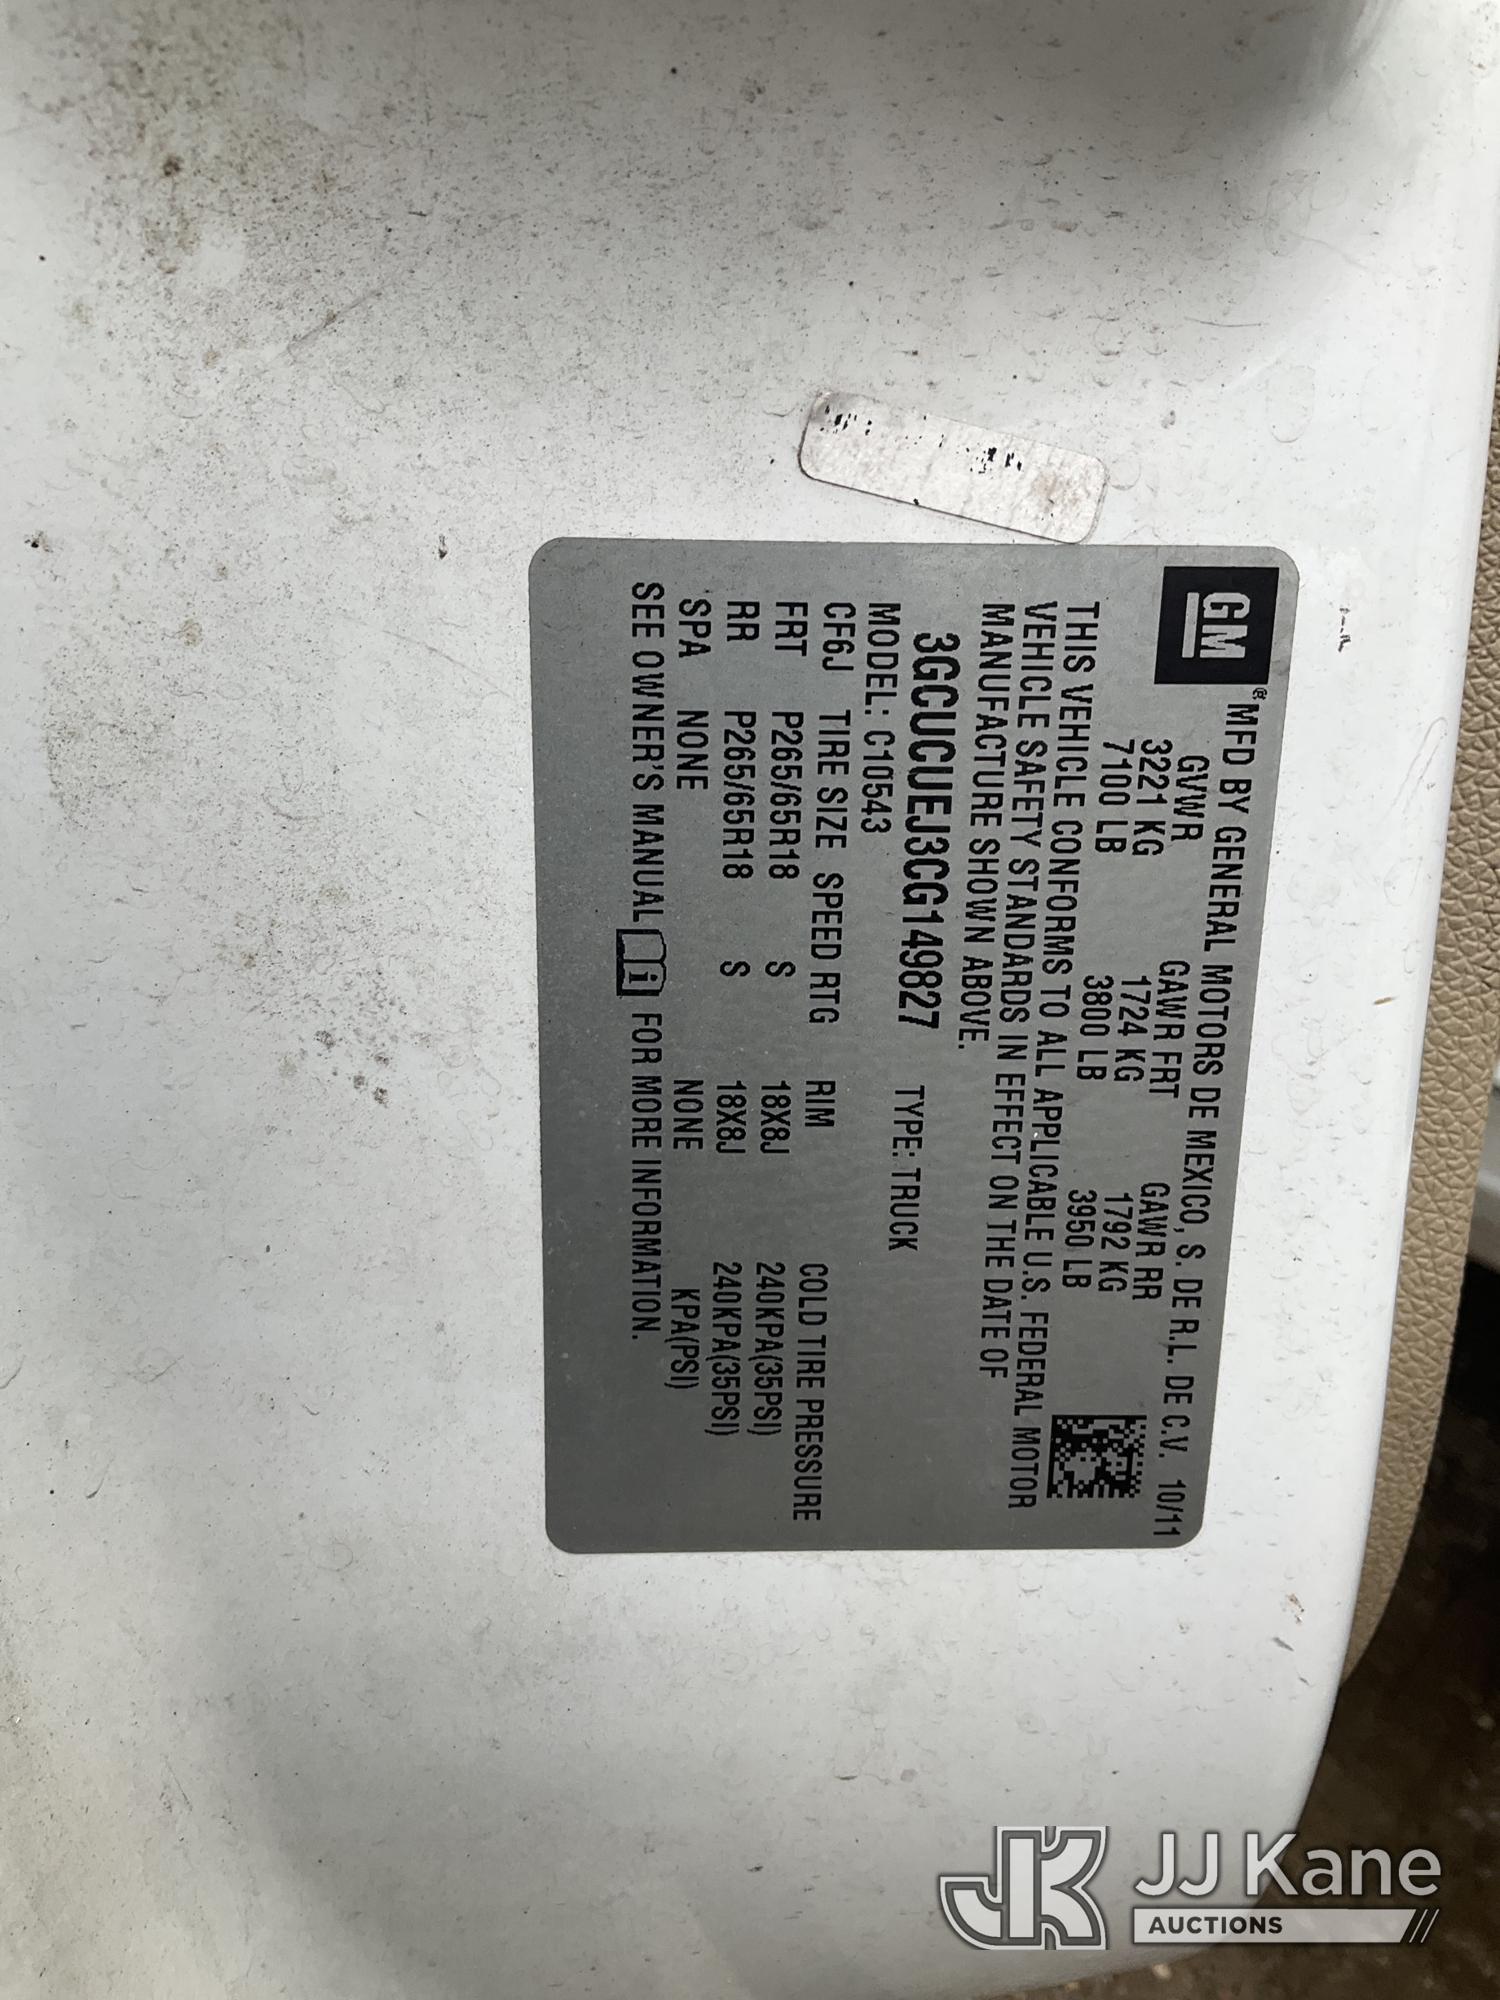 GM® MFD BY GENERAL MOTORS DE MEXICO, S. DE R.L. DE C.V. 10/11
GVWR GAWR FRT GAWR RR
3221 KG 1724 KG 1792 KG
7100 LB 3800 LB 3950 LB
THIS VEHICLE CONFORMS TO ALL APPLICABLE U.S. FEDERAL MOTOR
VEHICLE SAFETY STANDARDS IN EFFECT ON THE DATE OF
MANUFACTURE SHOWN ABOVE.
3GCUCUEJ3CG149827 TYPE: TRUCK
MODEL: C10543
CF6J TIRE SIZE SPEED RTG RIM COLD TIRE PRESSURE
FRT P265/65R18 S 18X8J 240KPA(35PSI)
RR P265/65R18 S 18X8J 240KPA(35PSI)
SPA NONE NONE KPA(PSI)
SEE OWNER'S MANUAL i FOR MORE INFORMATION.
JK JJ Kane
AUCTIONS